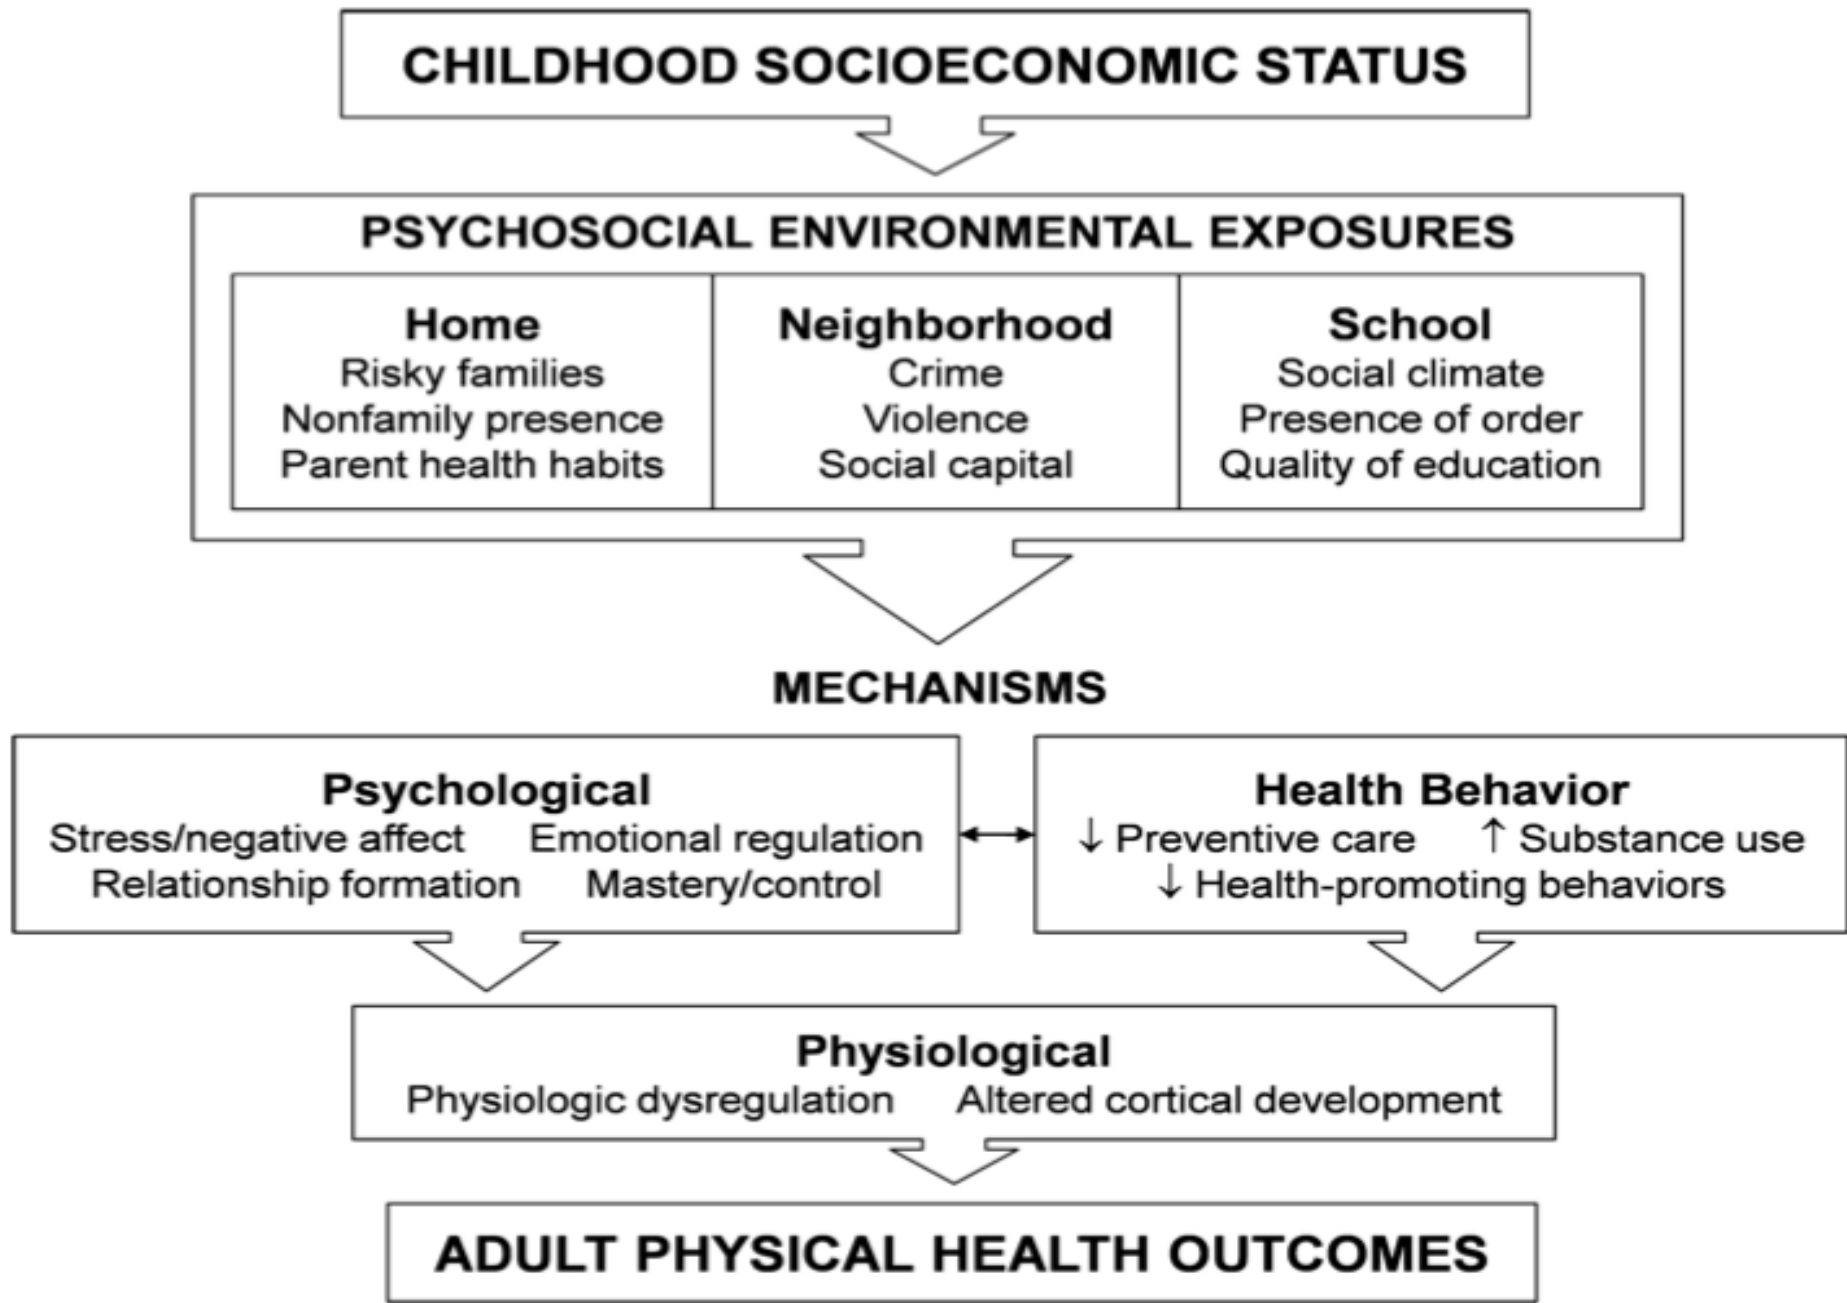 CHILDHOOD SOCIOECONOMIC STATUS
PSYCHOSOCIAL ENVIRONMENTAL EXPOSURES
Home
Risky families
Nonfamily presence
Parent health habits
Neighborhood
Crime
Violence
Social capital
School
Social climate
Presence of order
Quality of education
MECHANISMS
Psychological
Stress/negative affect Emotional regulation
Relationship formation Mastery/control
Health Behavior
↓ Preventive care ↑ Substance use
↓ Health-promoting behaviors
Physiological
Physiologic dysregulation Altered cortical development
ADULT PHYSICAL HEALTH OUTCOMES